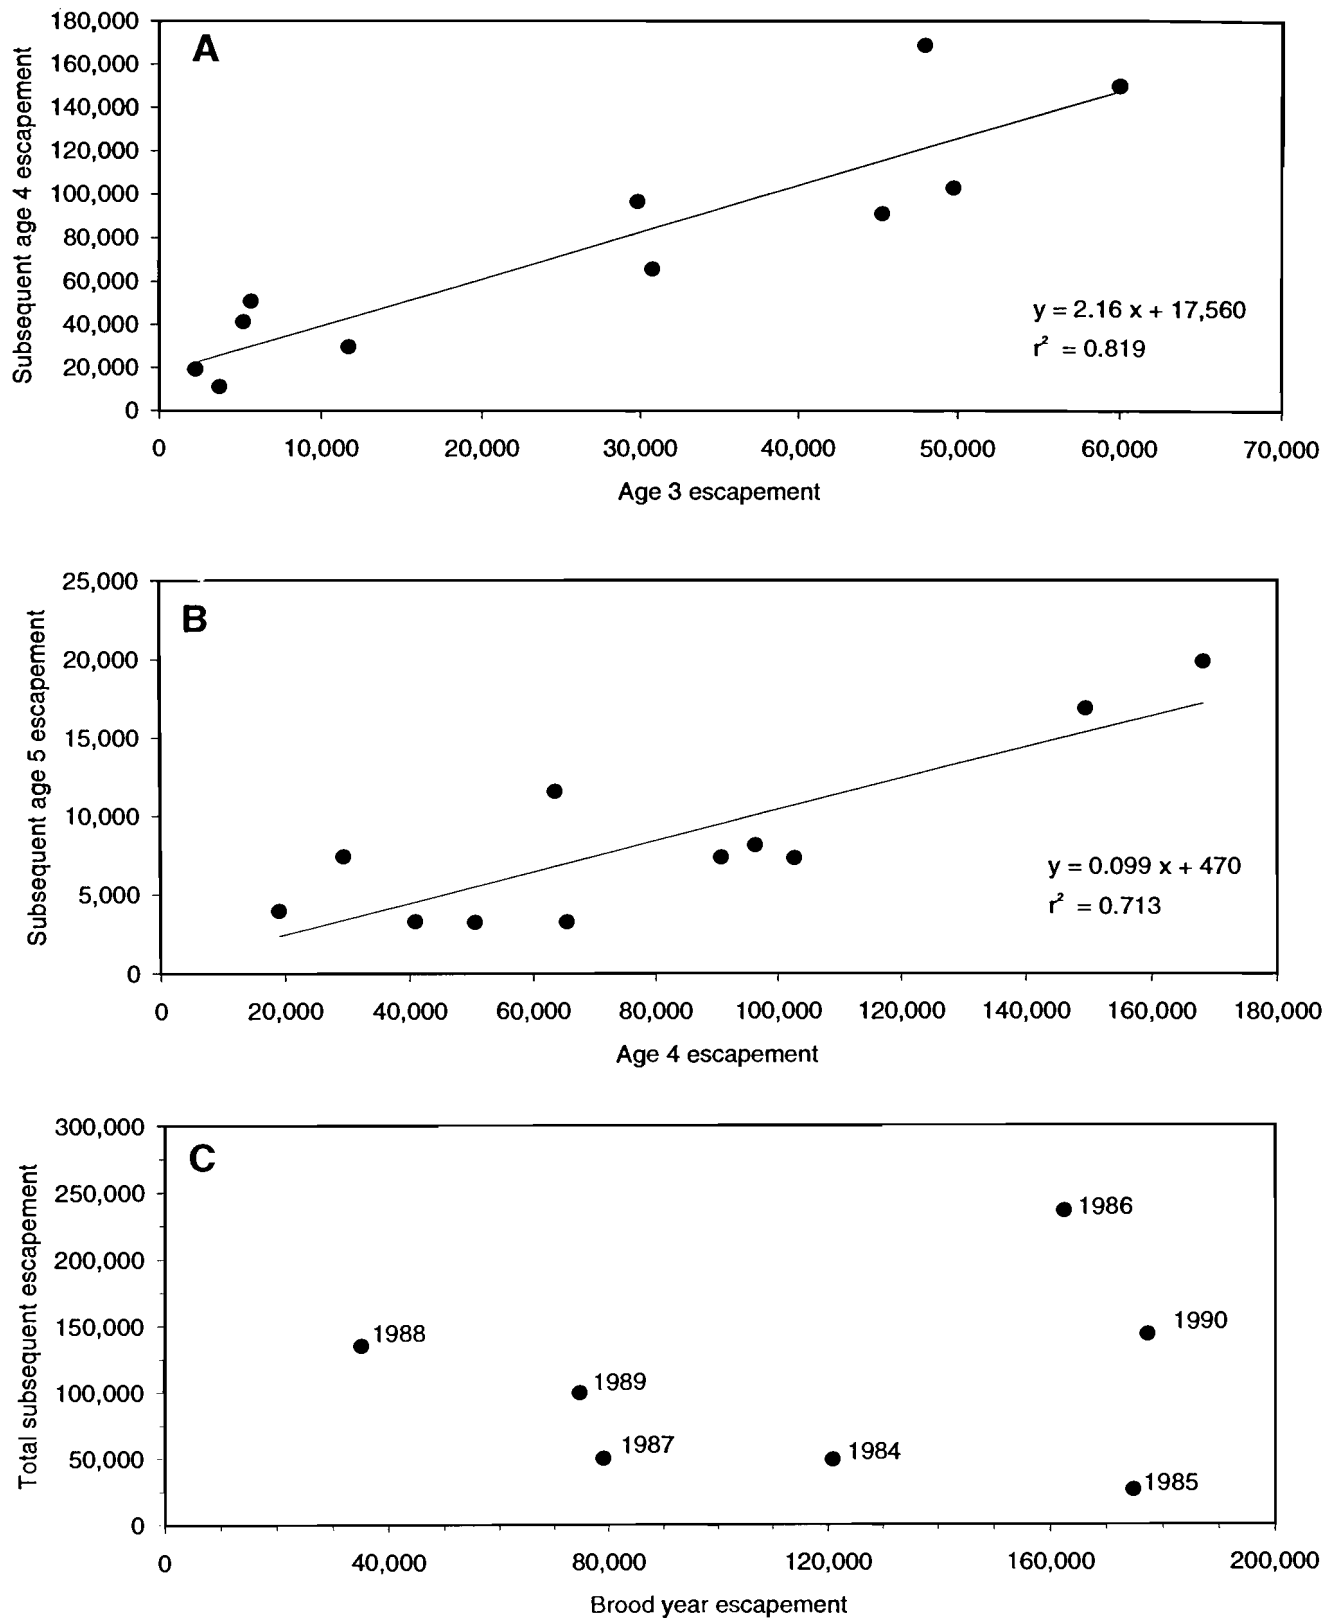 A
Subsequent age 4 escapement
180,000
160,000
140,000
120,000
100,000
80,000
60,000
40,000
20,000
0
y = 2.16 x + 17,560
r² = 0.819
0 10,000 20,000 30,000 40,000 50,000 60,000 70,000
Age 3 escapement
B
Subsequent age 5 escapement
25,000
20,000
15,000
10,000
5,000
0
y = 0.099 x + 470
r² = 0.713
0 20,000 40,000 60,000 80,000 100,000 120,000 140,000 160,000 180,000
Age 4 escapement
C
Total subsequent escapement
300,000
250,000
200,000
150,000
100,000
50,000
0
1986
1990
1988
1989
1987
1984
1985
0 40,000 80,000 120,000 160,000 200,000
Brood year escapement